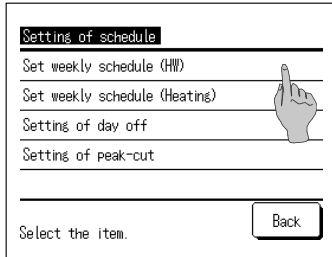 Setting of schedule
Set weekly schedule (HW)
Set weekly schedule (Heating)
Setting of day off
Setting of peak-cut
Select the item.
Back